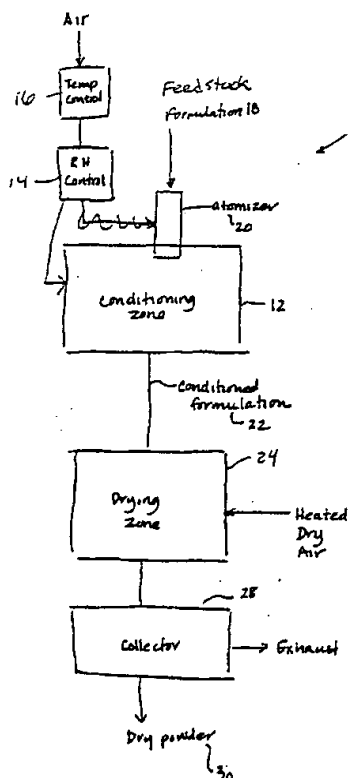 Air
16
Temp
Control
Feedstock
formulation 18
14
RH
Control
atomizer
20
Conditioning
zone
12
Conditioned
formulation
22
24
Drying
Zone
Heated
Dry
Air
28
Collector
Exhaust
Dry powder
30